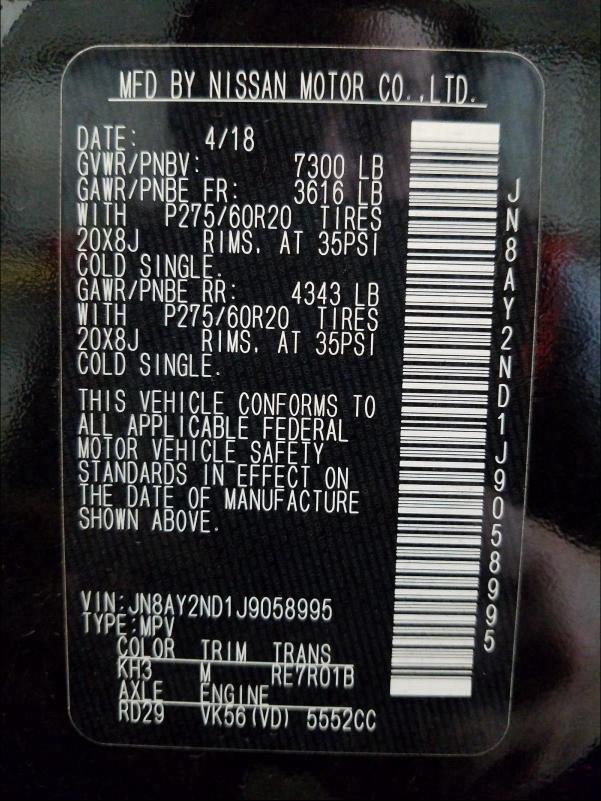 MFD BY NISSAN MOTOR CO.,LTD.
DATE: 4/18
GVWR/PNBV: 7300 LB
GAWR/PNBE FR: 3616 LB
WITH P275/60R20 TIRES
20X8J RIMS. AT 35PSI
COLD SINGLE.
GAWR/PNBE RR: 4343 LB
WITH P275/60R20 TIRES
20X8J RIMS. AT 35PSI
COLD SINGLE.
THIS VEHICLE CONFORMS TO
ALL APPLICABLE FEDERAL
MOTOR VEHICLE SAFETY
STANDARDS IN EFFECT ON
THE DATE OF MANUFACTURE
SHOWN ABOVE.
VIN:JN8AY2ND1J9058995
TYPE:MPV
COLOR TRIM TRANS
KH3 M RE7R01B
AXLE ENGINE
RD29 VK56(VD) 5552CC
JN8AY2ND1J9058995